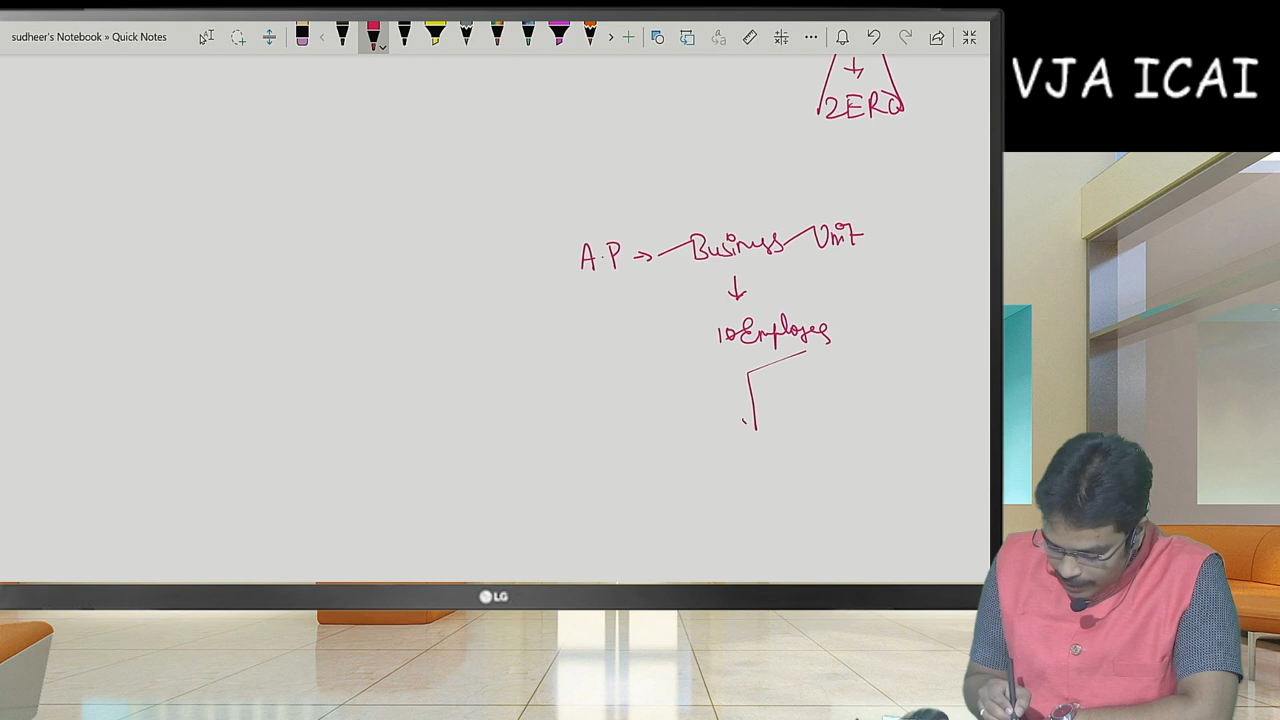 sudheer's Notebook » Quick Notes
VJA ICAI
ZERO
A.P → Business Unit
10 Employees
LG